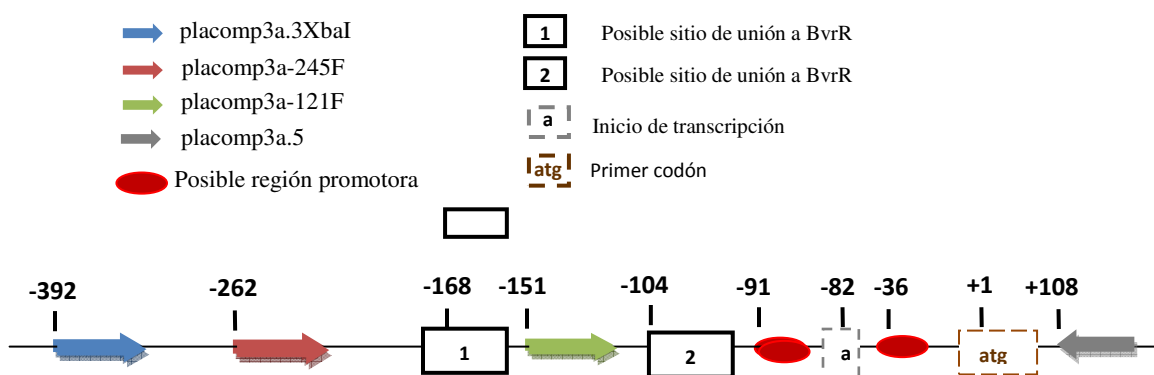 placomp3a.3XbaI
placomp3a-245F
placomp3a-121F
placomp3a.5
Posible región promotora
1 Posible sitio de unión a BvrR
2 Posible sitio de unión a BvrR
a Inicio de transcripción
atg Primer codón
-392 -262 -168 -151 -104 -91 -82 -36 +1 +108
1 2 a atg